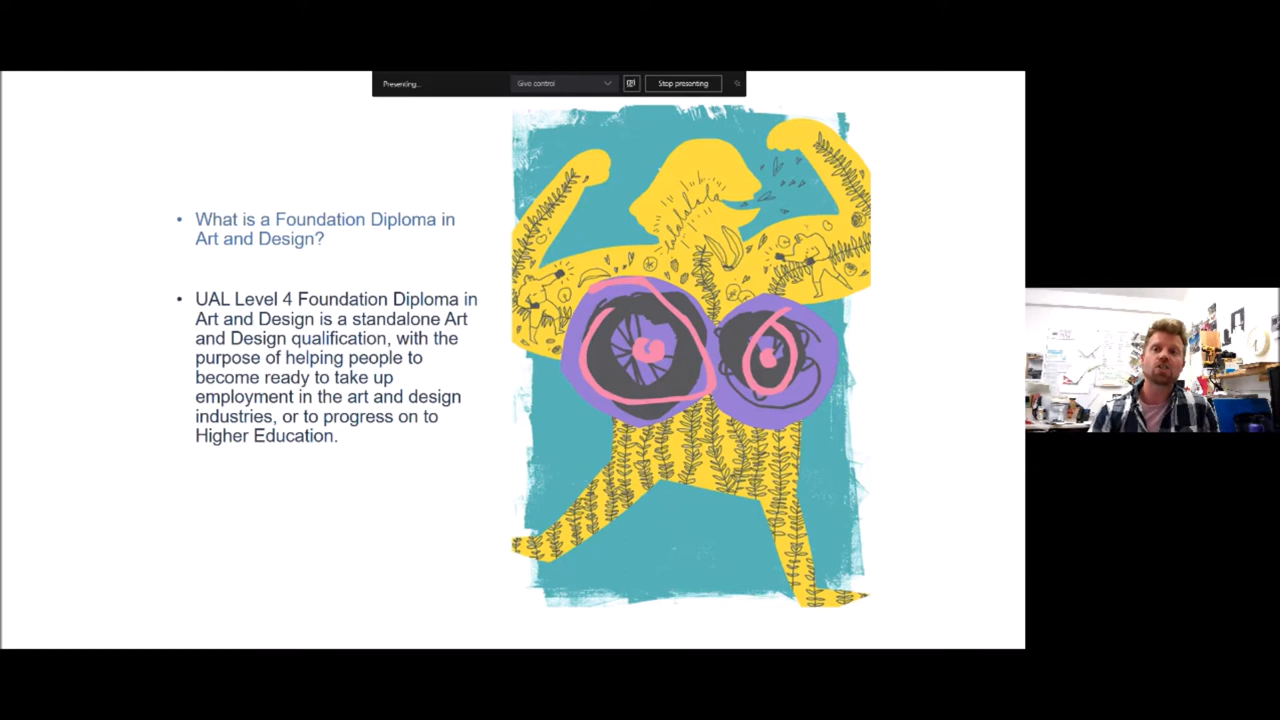 Presenting...
Give control
Stop presenting
What is a Foundation Diploma in
Art and Design?
UAL Level 4 Foundation Diploma in
Art and Design is a standalone Art
and Design qualification, with the
purpose of helping people to
become ready to take up
employment in the art and design
industries, or to progress on to
Higher Education.
lalalalala